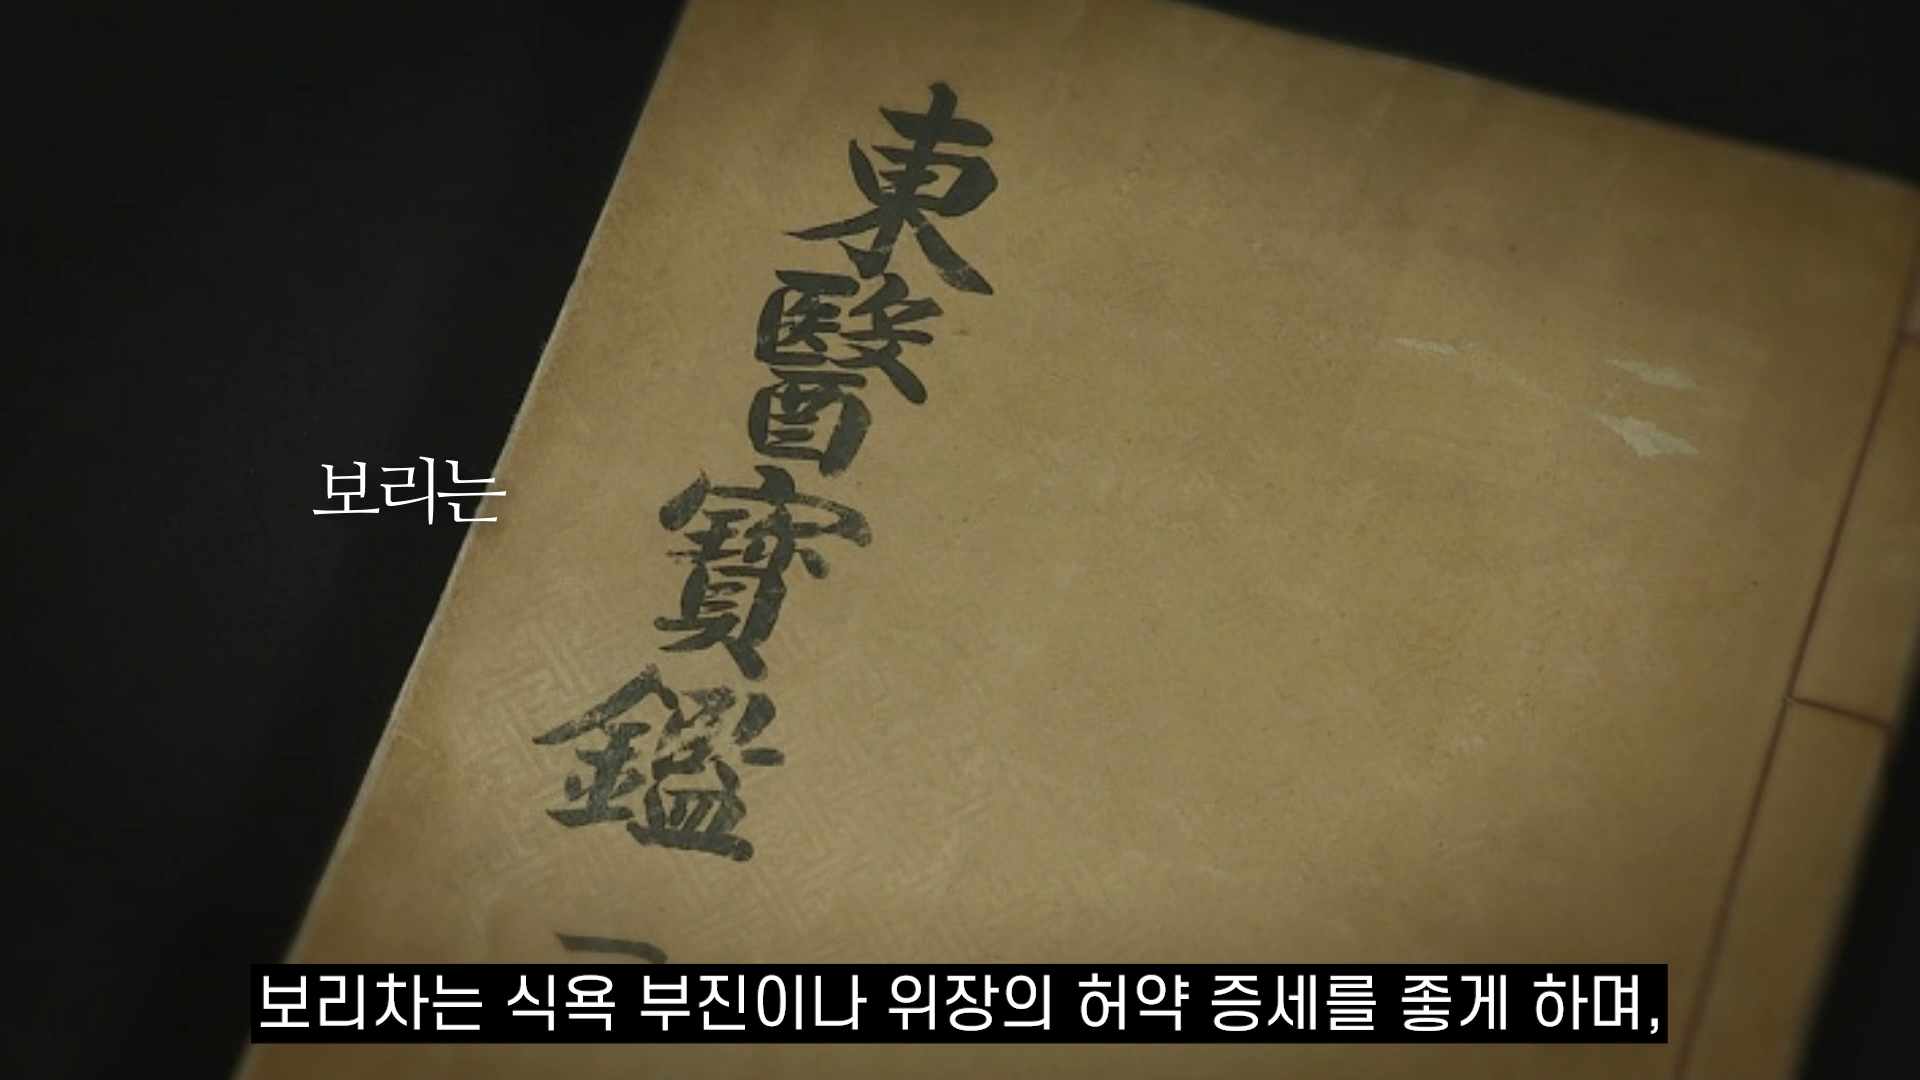 東醫寶鑑
一
보리는
보리차는 식욕 부진이나 위장의 허약 증세를 좋게 하며,